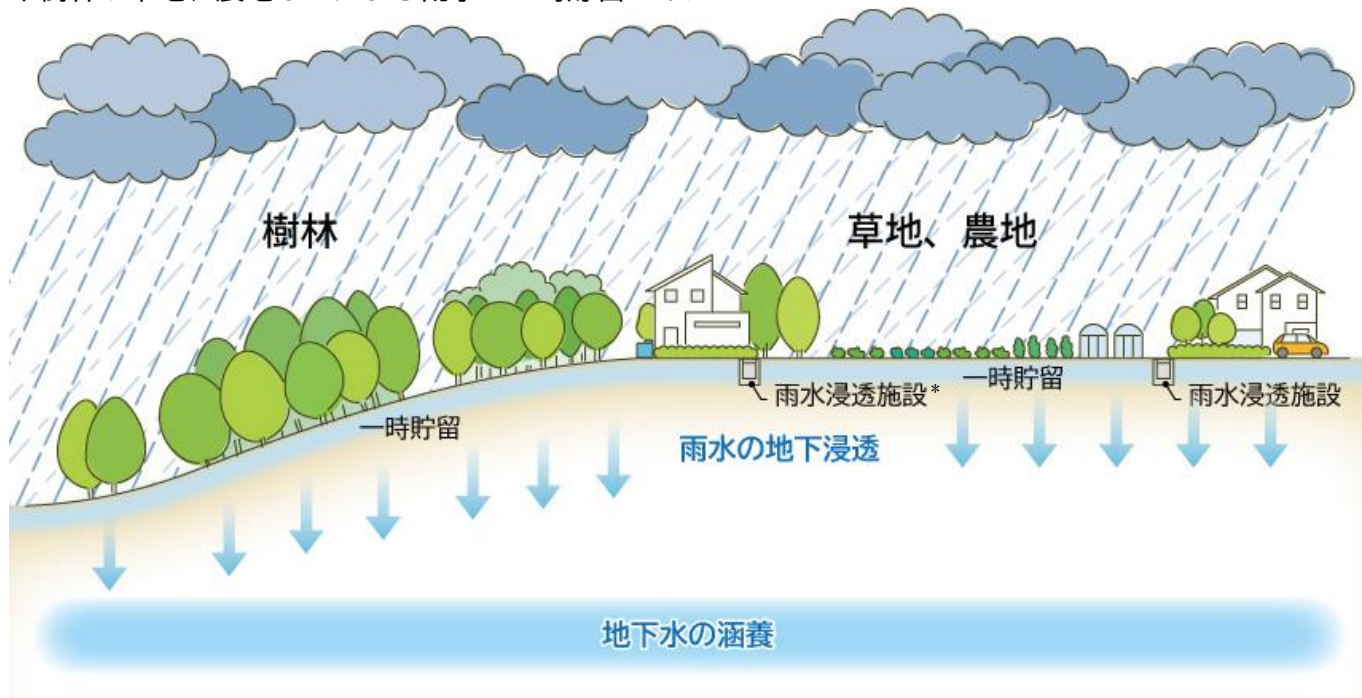 樹林
草地、農地
一時貯留
雨水浸透施設*
一時貯留
雨水浸透施設
雨水の地下浸透
地下水の涵養